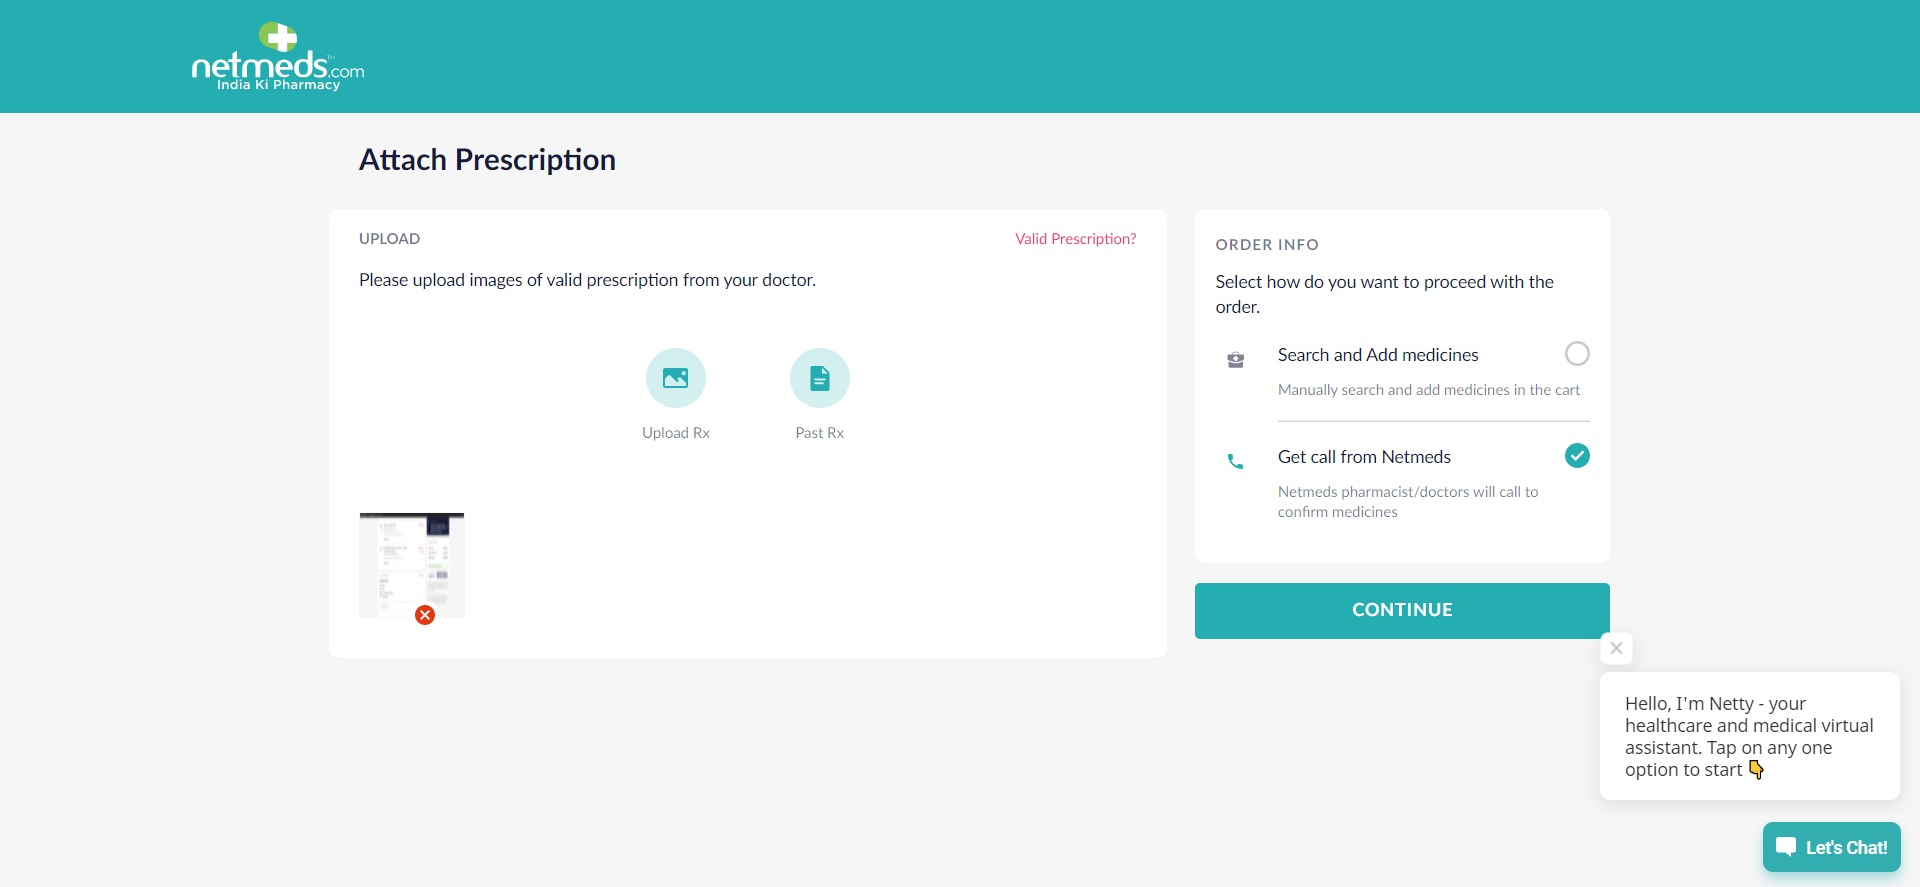 netmeds.com™
India Ki Pharmacy
Attach Prescription
UPLOAD
Valid Prescription?
Please upload images of valid prescription from your doctor.
Upload Rx
Past Rx
ORDER INFO
Select how do you want to proceed with the
order.
Search and Add medicines
Manually search and add medicines in the cart
Get call from Netmeds
Netmeds pharmacist/doctors will call to
confirm medicines
CONTINUE
Hello, I'm Netty - your
healthcare and medical virtual
assistant. Tap on any one
option to start 👇
Let's Chat!